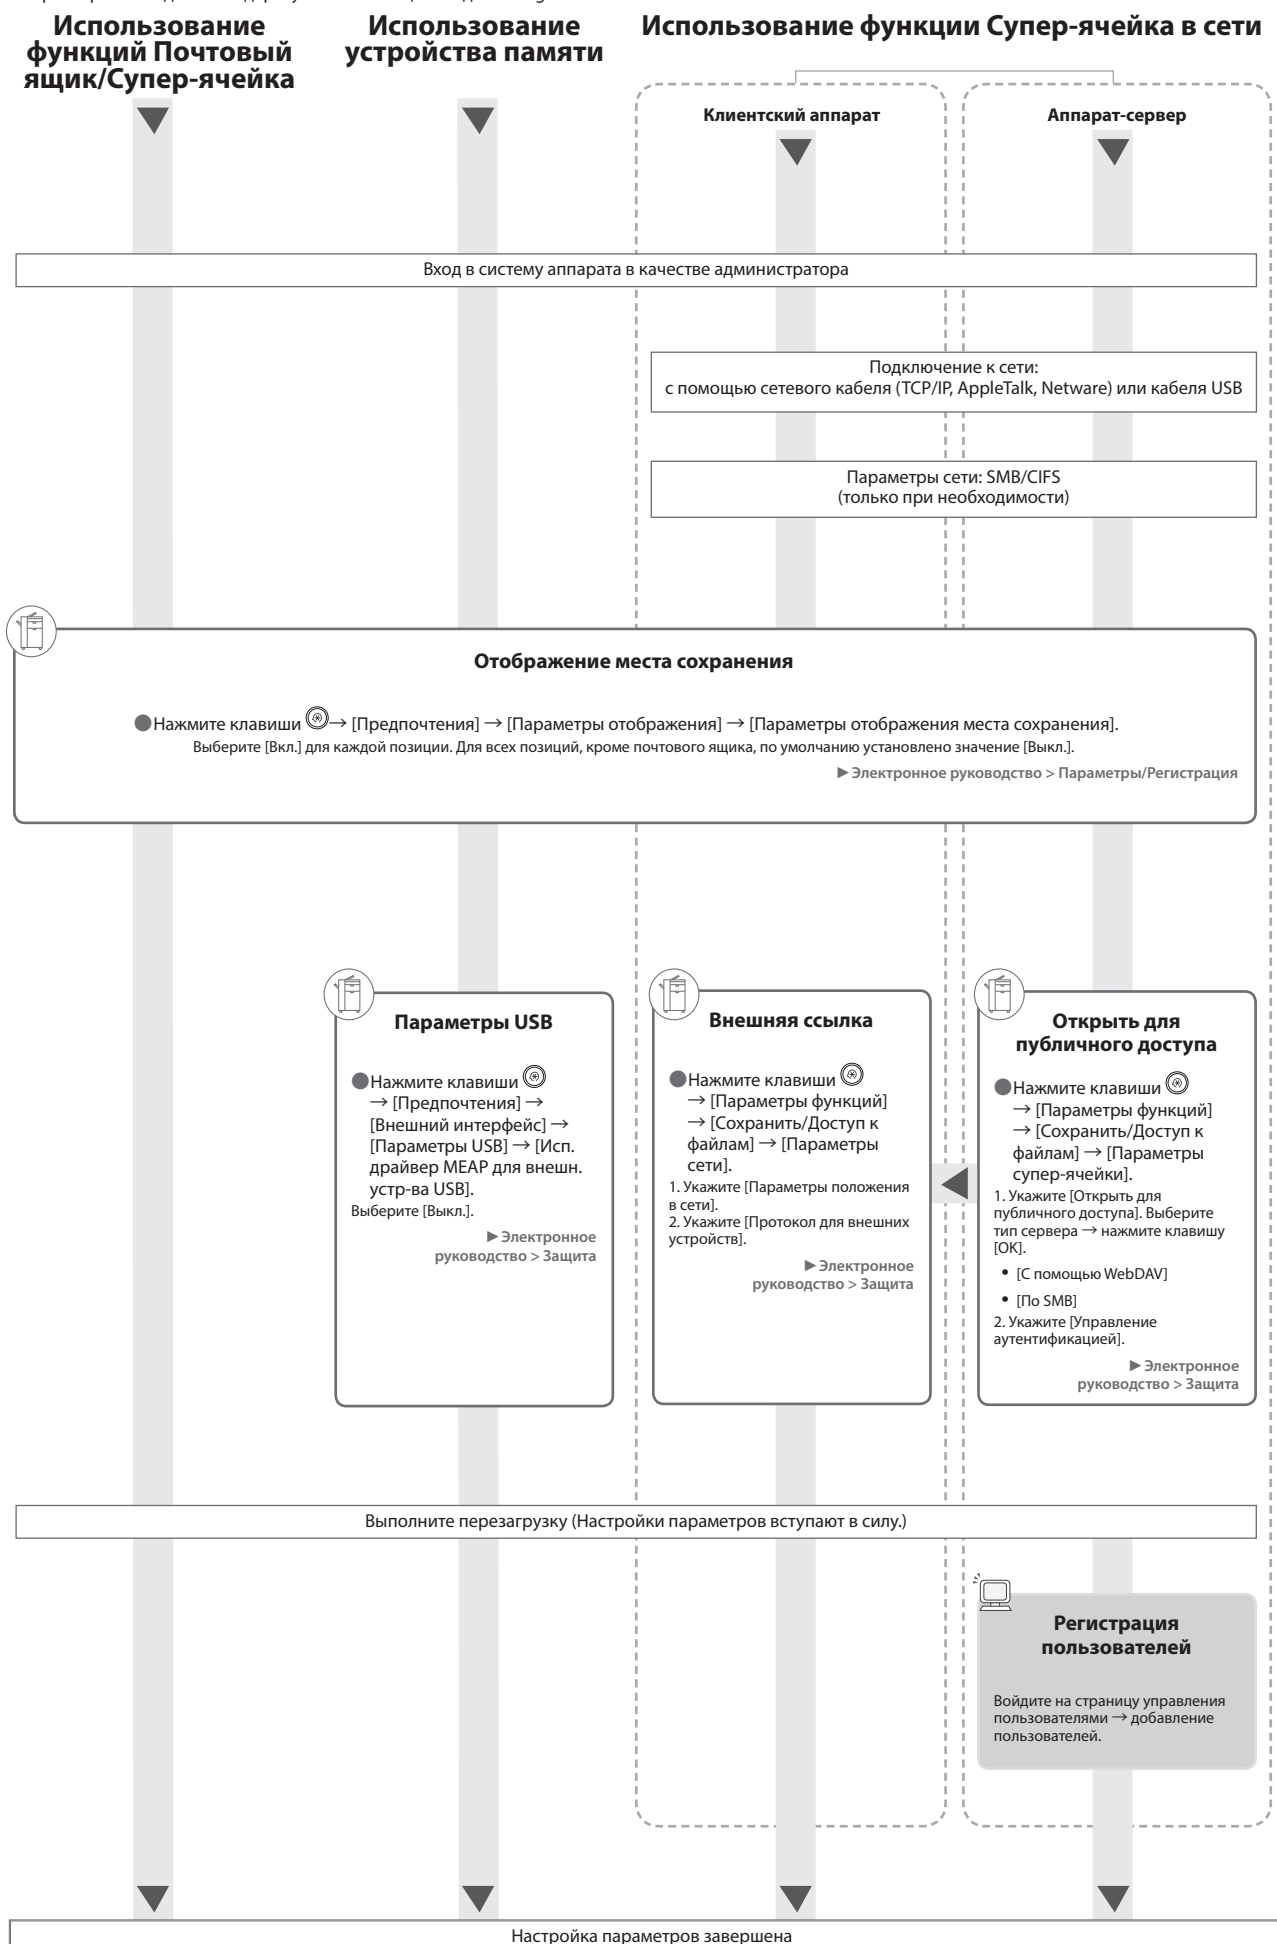 Использование
функций Почтовый
ящик/Супер-ячейка
Использование
устройства памяти
Использование функции Супер-ячейка в сети
Клиентский аппарат
Аппарат-сервер
Вход в систему аппарата в качестве администратора
Подключение к сети:
с помощью сетевого кабеля (TCP/IP, AppleTalk, Netware) или кабеля USB
Параметры сети: SMB/CIFS
(только при необходимости)
Отображение места сохранения
●Нажмите клавиши → [Предпочтения] → [Параметры отображения] → [Параметры отображения места сохранения].
Выберите [Вкл.] для каждой позиции. Для всех позиций, кроме почтового ящика, по умолчанию установлено значение [Выкл.].
►Электронное руководство > Параметры/Регистрация
Параметры USB
●Нажмите клавиши
→ [Предпочтения] →
[Внешний интерфейс] →
[Параметры USB] → [Исп.
драйвер MEAP для внешн.
устр-ва USB].
Выберите [Выкл.].
►Электронное
руководство > Защита
Внешняя ссылка
●Нажмите клавиши
→ [Параметры функций]
→ [Сохранить/Доступ к
файлам] → [Параметры
сети].
1. Укажите [Параметры положения
в сети].
2. Укажите [Протокол для внешних
устройств].
►Электронное
руководство > Защита
Открыть для
публичного доступа
●Нажмите клавиши
→ [Параметры функций]
→ [Сохранить/Доступ к
файлам] → [Параметры
супер-ячейки].
1. Укажите [Открыть для
публичного доступа]. Выберите
тип сервера → нажмите клавишу
[OK].
• [С помощью WebDAV]
• [По SMB]
2. Укажите [Управление
аутентификацией].
►Электронное
руководство > Защита
Выполните перезагрузку (Настройки параметров вступают в силу.)
Регистрация
пользователей
Войдите на страницу управления
пользователями → добавление
пользователей.
Настройка параметров завершена